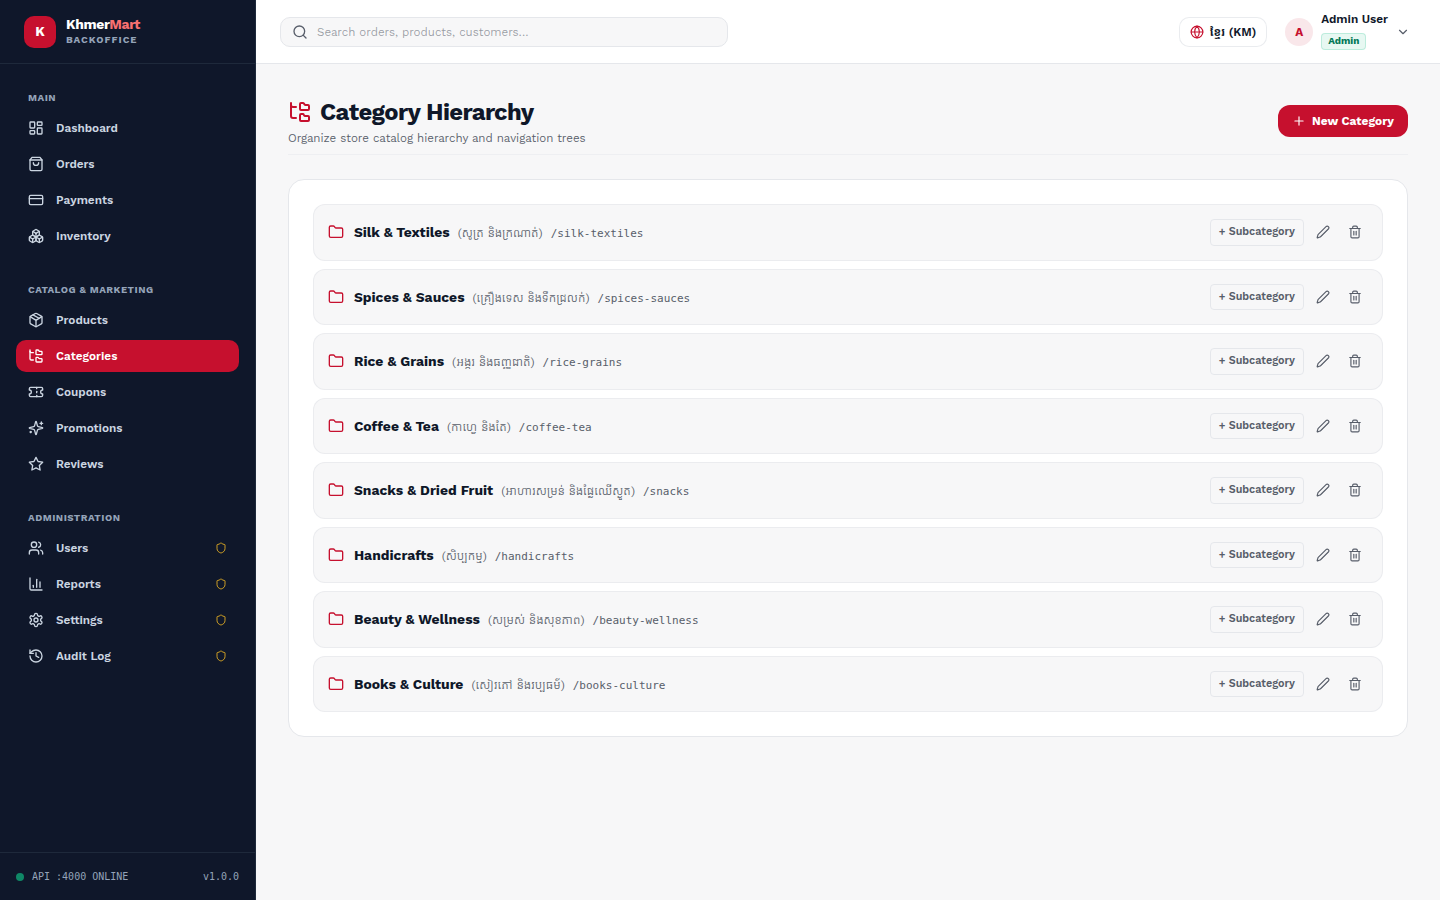 K
KhmerMart
BACKOFFICE
Search orders, products, customers...
ខ្មែរ (KM)
A
Admin User
Admin
MAIN
Dashboard
Orders
Payments
Inventory
CATALOG & MARKETING
Products
Categories
Coupons
Promotions
Reviews
ADMINISTRATION
Users
Reports
Settings
Audit Log
API :4000 ONLINE
v1.0.0
Category Hierarchy
Organize store catalog hierarchy and navigation trees
New Category
Silk & Textiles (សូត្រ និងក្រណាត់) /silk-textiles
+ Subcategory
Spices & Sauces (គ្រឿងទេស និងទឹកជ្រលក់) /spices-sauces
+ Subcategory
Rice & Grains (អង្ករ និងធញ្ញជាតិ) /rice-grains
+ Subcategory
Coffee & Tea (កាហ្វេ និងតែ) /coffee-tea
+ Subcategory
Snacks & Dried Fruit (អាហារសម្រន់ និងផ្លែឈើស្ងួត) /snacks
+ Subcategory
Handicrafts (សិប្បកម្ម) /handicrafts
+ Subcategory
Beauty & Wellness (សម្រស់ និងសុខភាព) /beauty-wellness
+ Subcategory
Books & Culture (សៀវភៅ និងវប្បធម៌) /books-culture
+ Subcategory